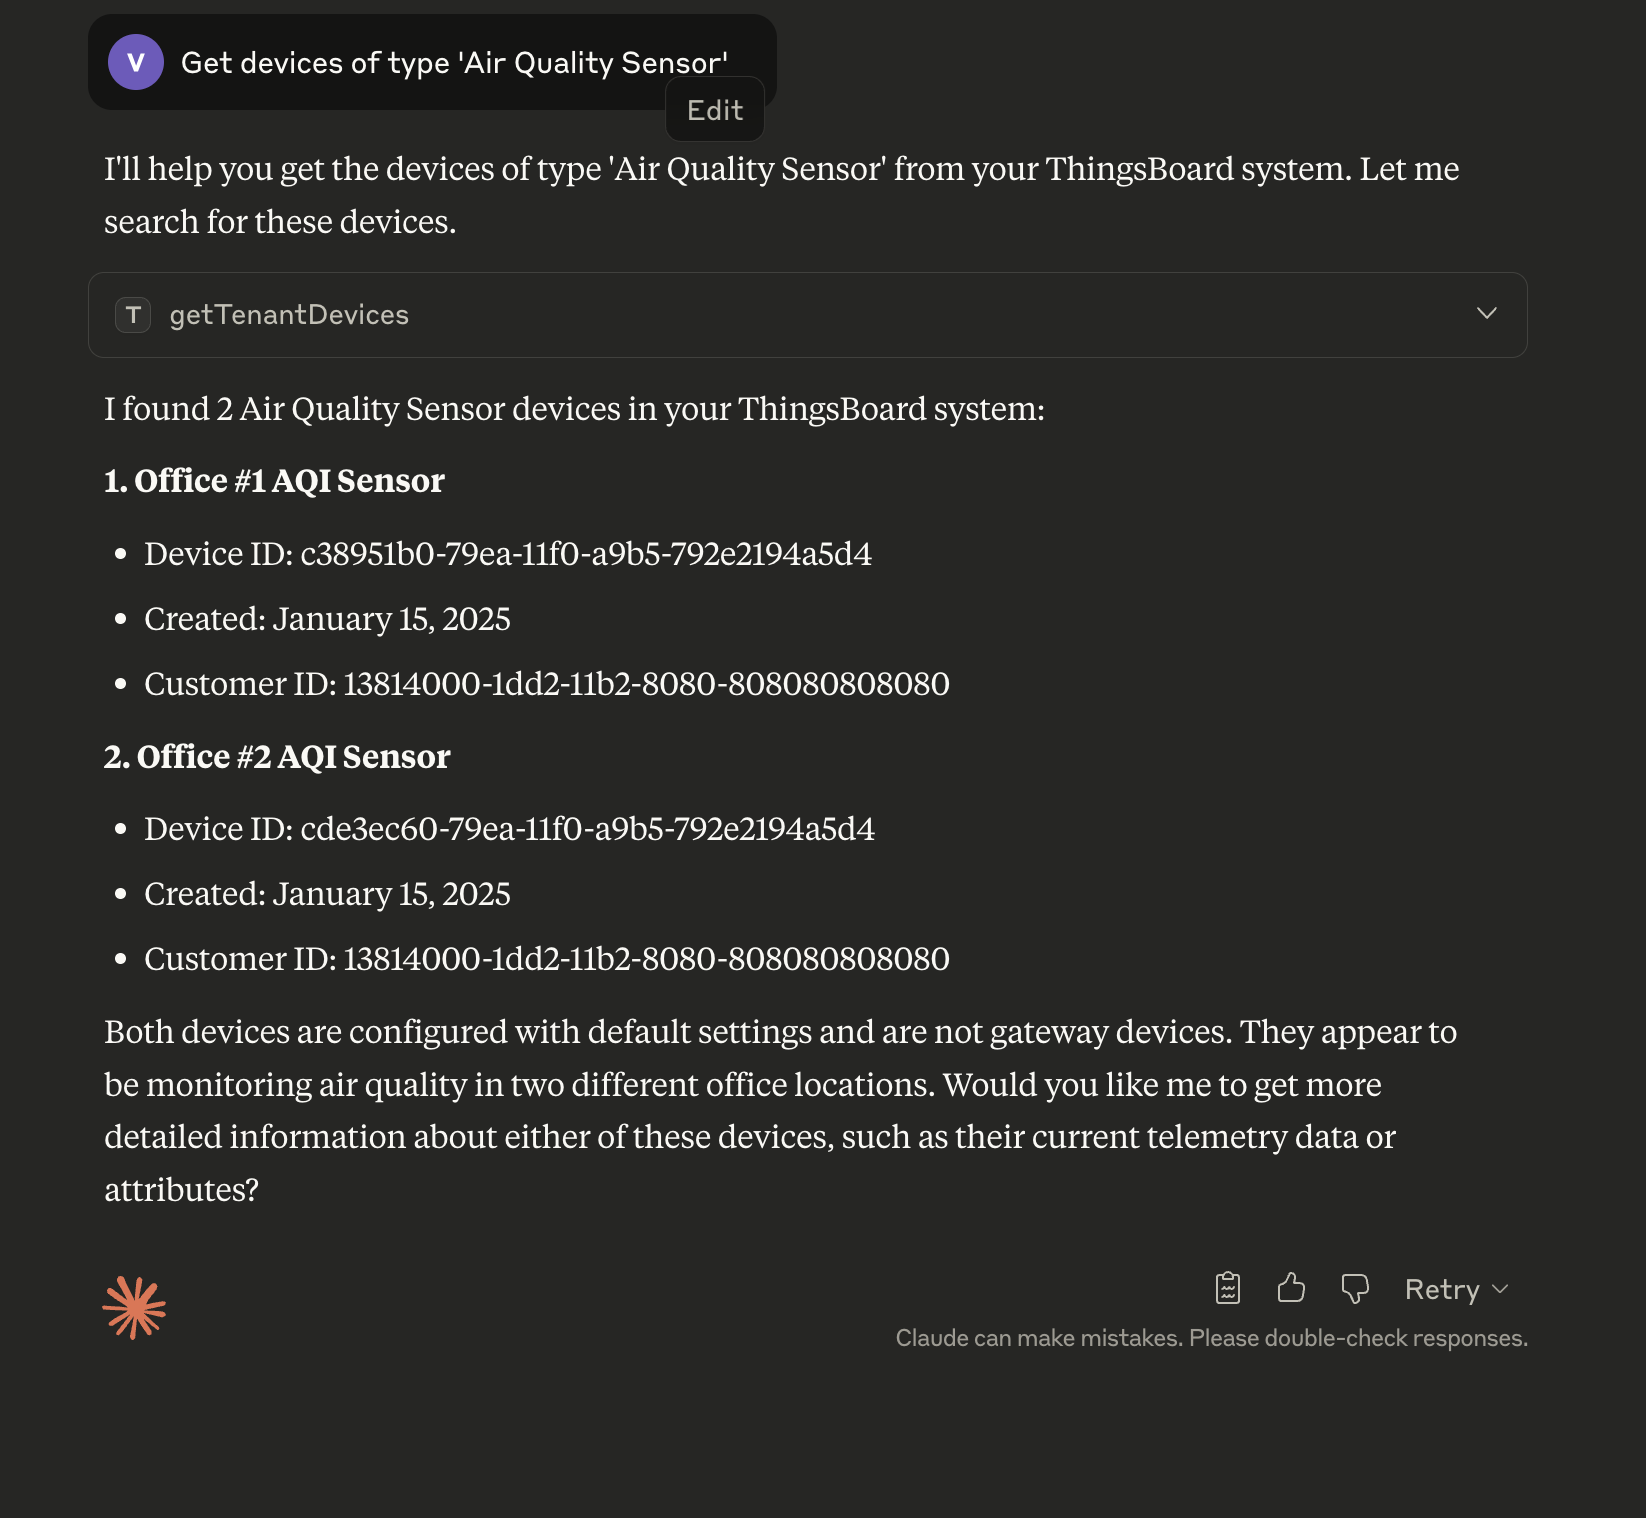 V
Get devices of type 'Air Quality Sensor'
Edit
I'll help you get the devices of type 'Air Quality Sensor' from your ThingsBoard system. Let me
search for these devices.
T getTenantDevices
I found 2 Air Quality Sensor devices in your ThingsBoard system:
1. Office #1 AQI Sensor
• Device ID: c38951b0-79ea-11f0-a9b5-792e2194a5d4
• Created: January 15, 2025
• Customer ID: 13814000-1dd2-11b2-8080-808080808080
2. Office #2 AQI Sensor
• Device ID: cde3ec60-79ea-11f0-a9b5-792e2194a5d4
• Created: January 15, 2025
• Customer ID: 13814000-1dd2-11b2-8080-808080808080
Both devices are configured with default settings and are not gateway devices. They appear to
be monitoring air quality in two different office locations. Would you like me to get more
detailed information about either of these devices, such as their current telemetry data or
attributes?
Retry
Claude can make mistakes. Please double-check responses.